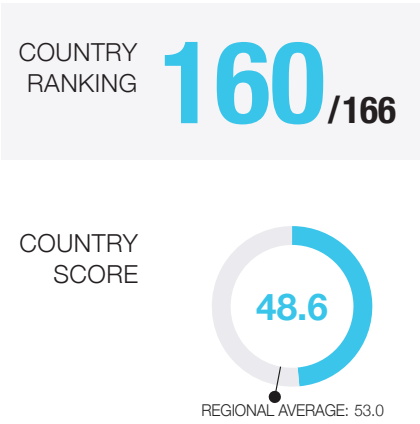 COUNTRY
RANKING
160/166
COUNTRY
SCORE
48.6
REGIONAL AVERAGE: 53.0